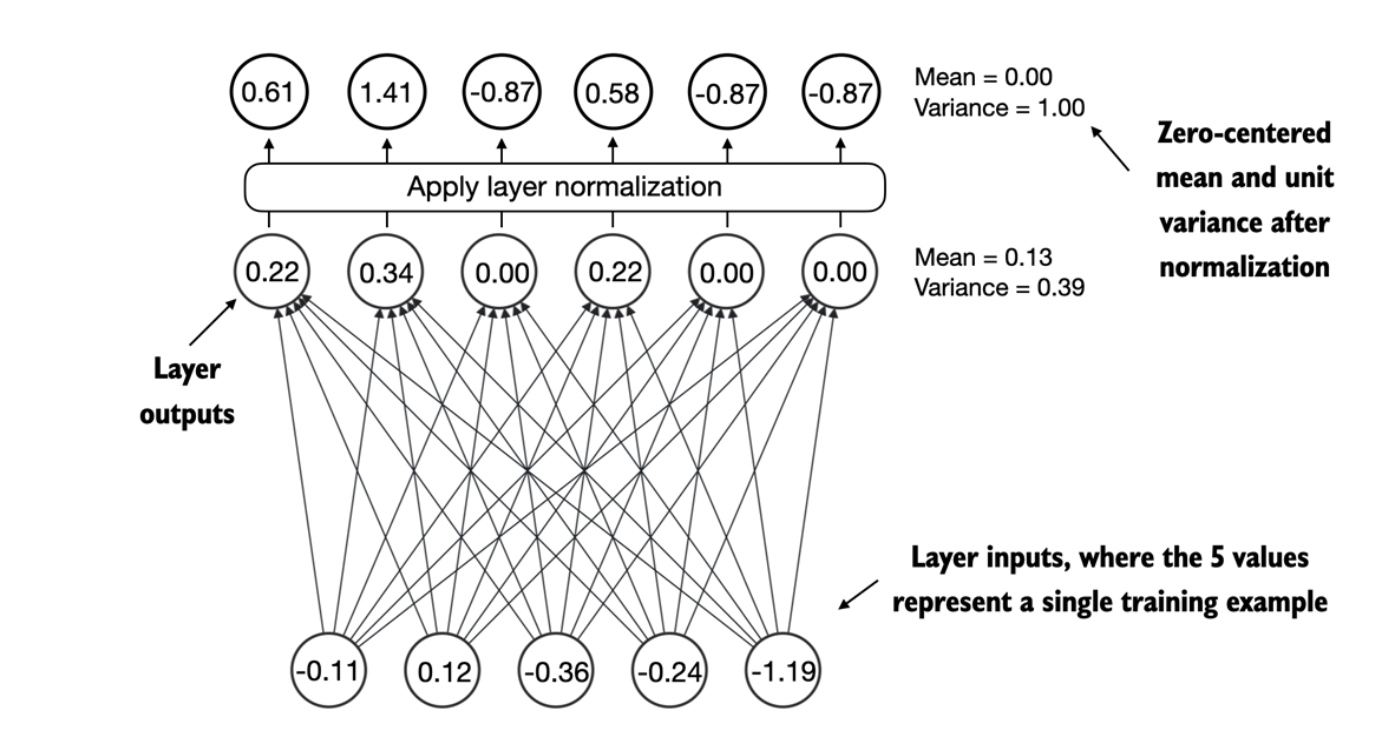 0.61 1.41 -0.87 0.58 -0.87 -0.87
Mean = 0.00
Variance = 1.00
Zero-centered
mean and unit
variance after
normalization
Apply layer normalization
0.22 0.34 0.00 0.22 0.00 0.00
Mean = 0.13
Variance = 0.39
Layer
outputs
Layer inputs, where the 5 values
represent a single training example
-0.11 0.12 -0.36 -0.24 -1.19